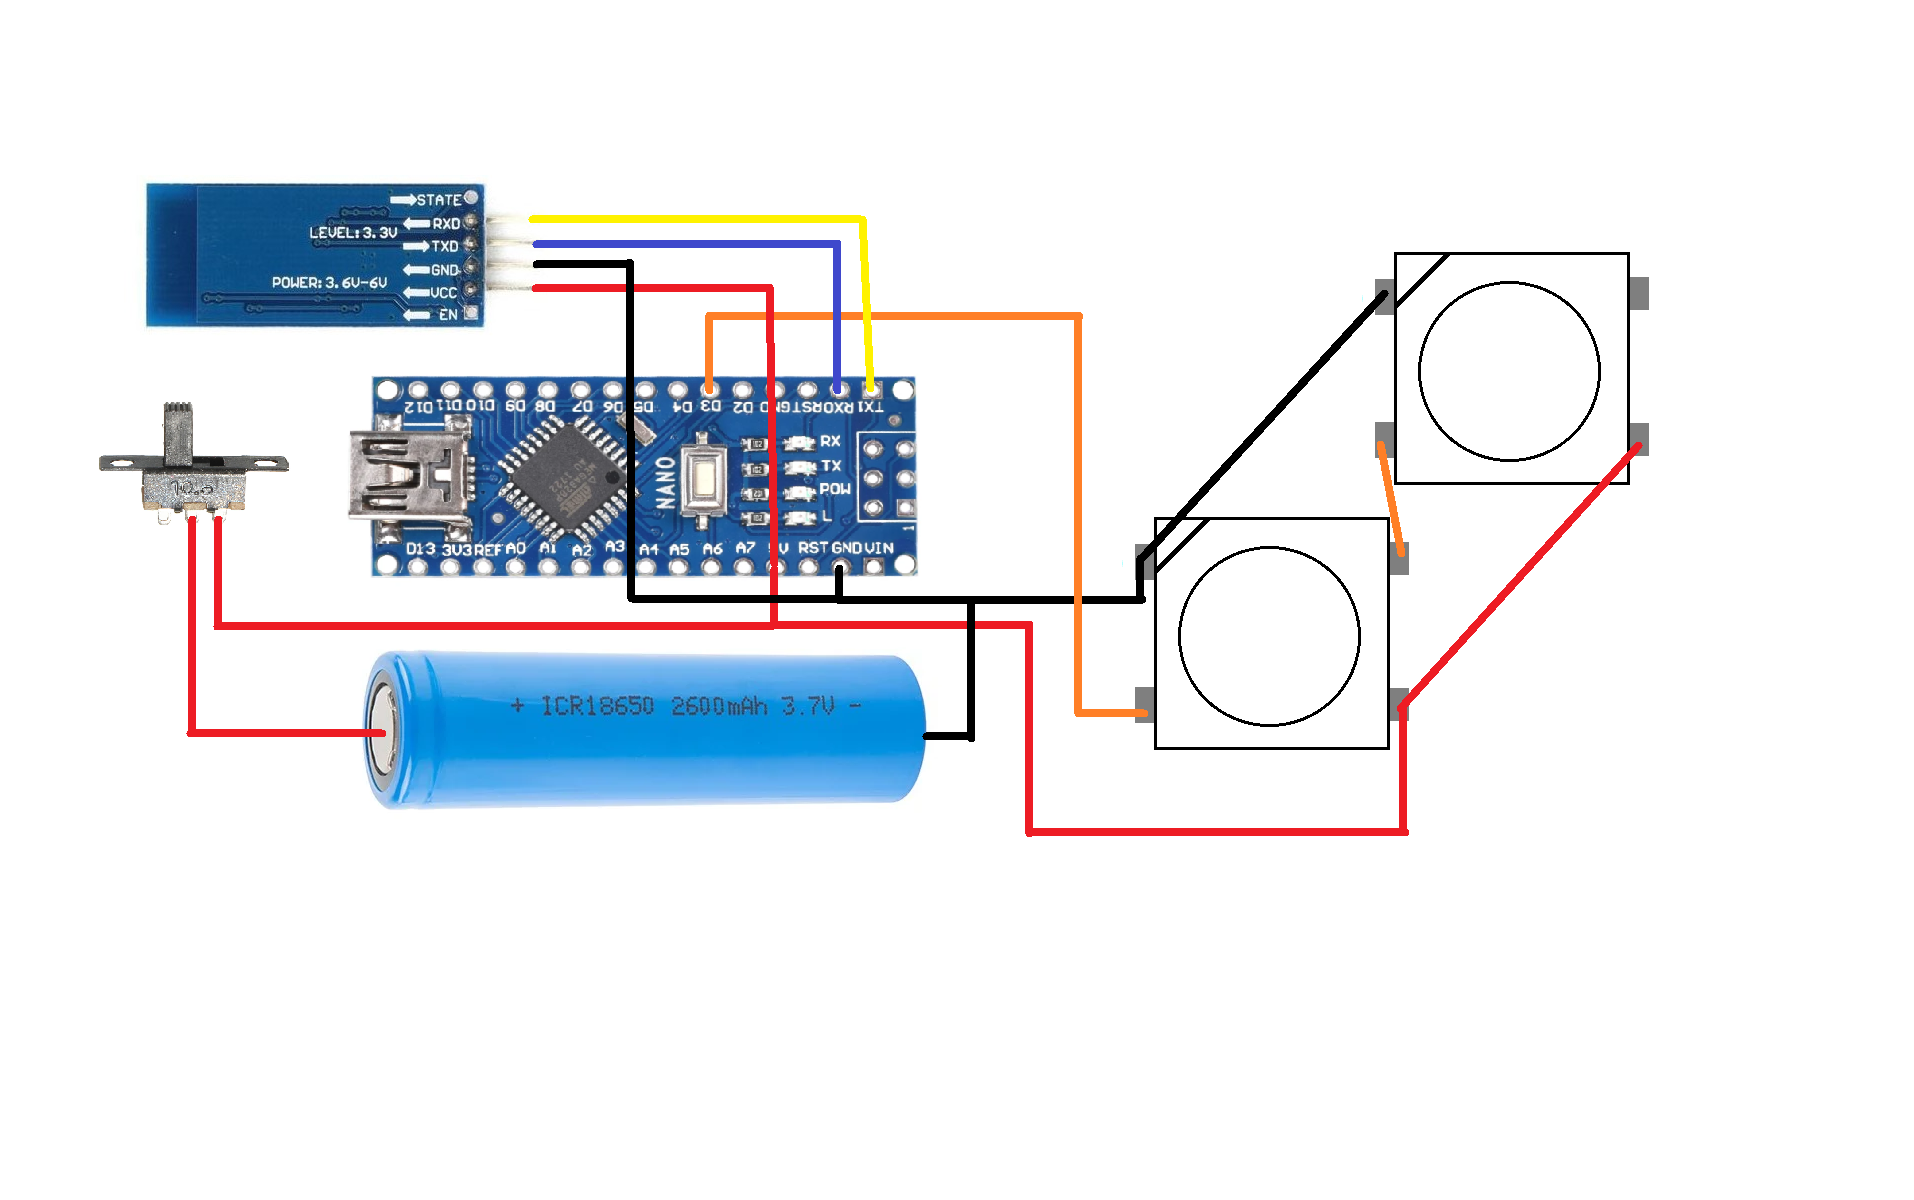 STATE
RXD
LEVEL:3.3V
TXD
GND
POWER:3.6V-6V
VCC
EN
D12 D11 D10 D9 D8 D7 D6 D5 D4 D3 D2 GND RST RX0 TX1
RX
TX
POW
L
NANO
1
D13 3V3 REF A0 A1 A2 A3 A4 A5 A6 A7 5V RST GND VIN
+ ICR18650 2600mAh 3.7V -